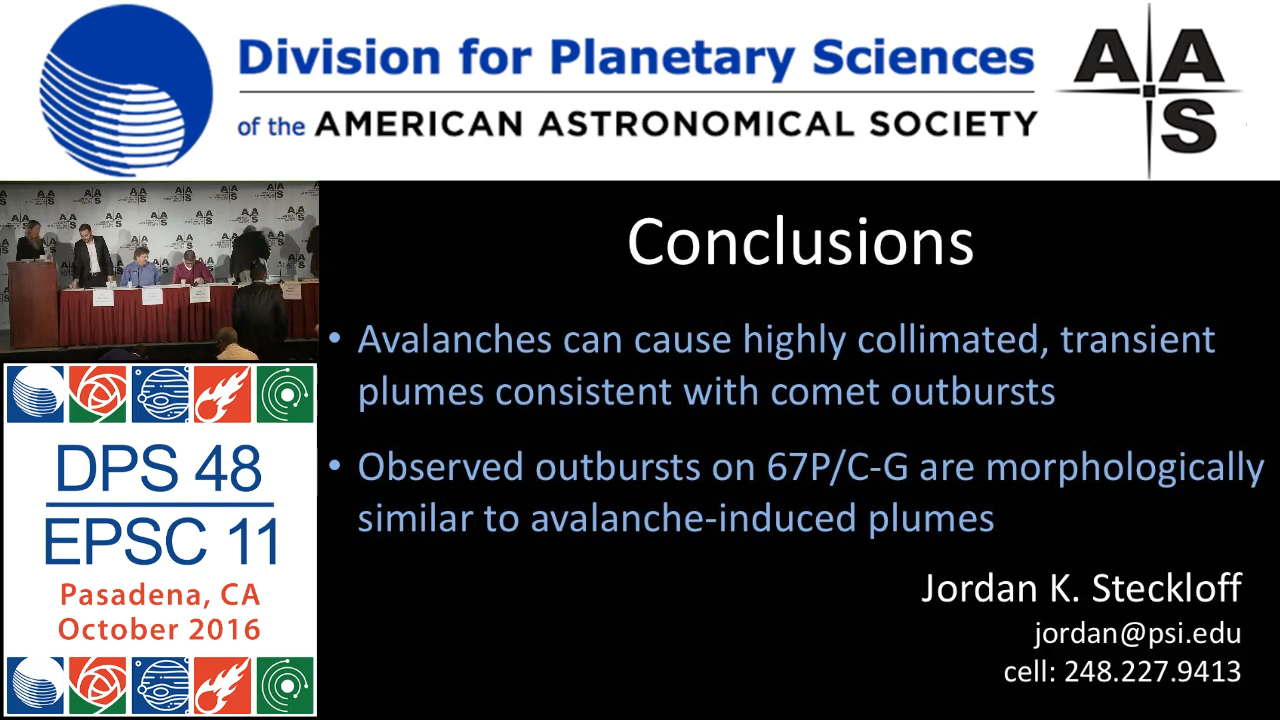 Division for Planetary Sciences
of the AMERICAN ASTRONOMICAL SOCIETY
A A
S
Conclusions
• Avalanches can cause highly collimated, transient
plumes consistent with comet outbursts
• Observed outbursts on 67P/C-G are morphologically
similar to avalanche-induced plumes
Jordan K. Steckloff
jordan@psi.edu
cell: 248.227.9413
DPS 48
EPSC 11
Pasadena, CA
October 2016